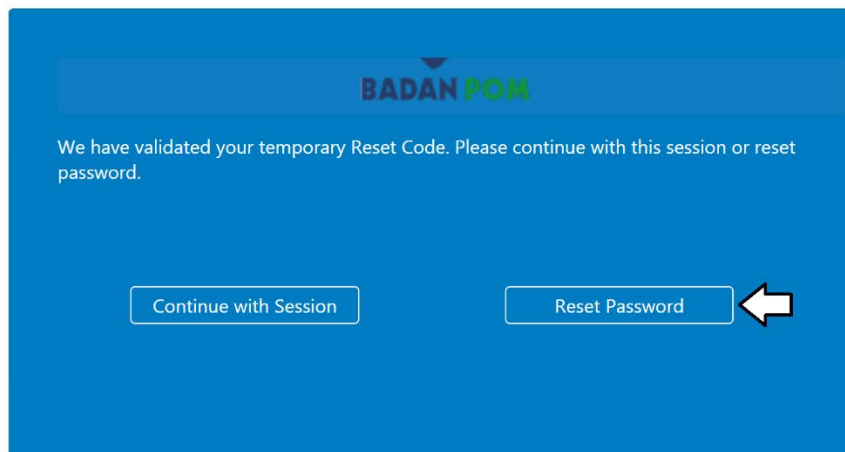 BADAN POM
We have validated your temporary Reset Code. Please continue with this session or reset
password.
Continue with Session
Reset Password